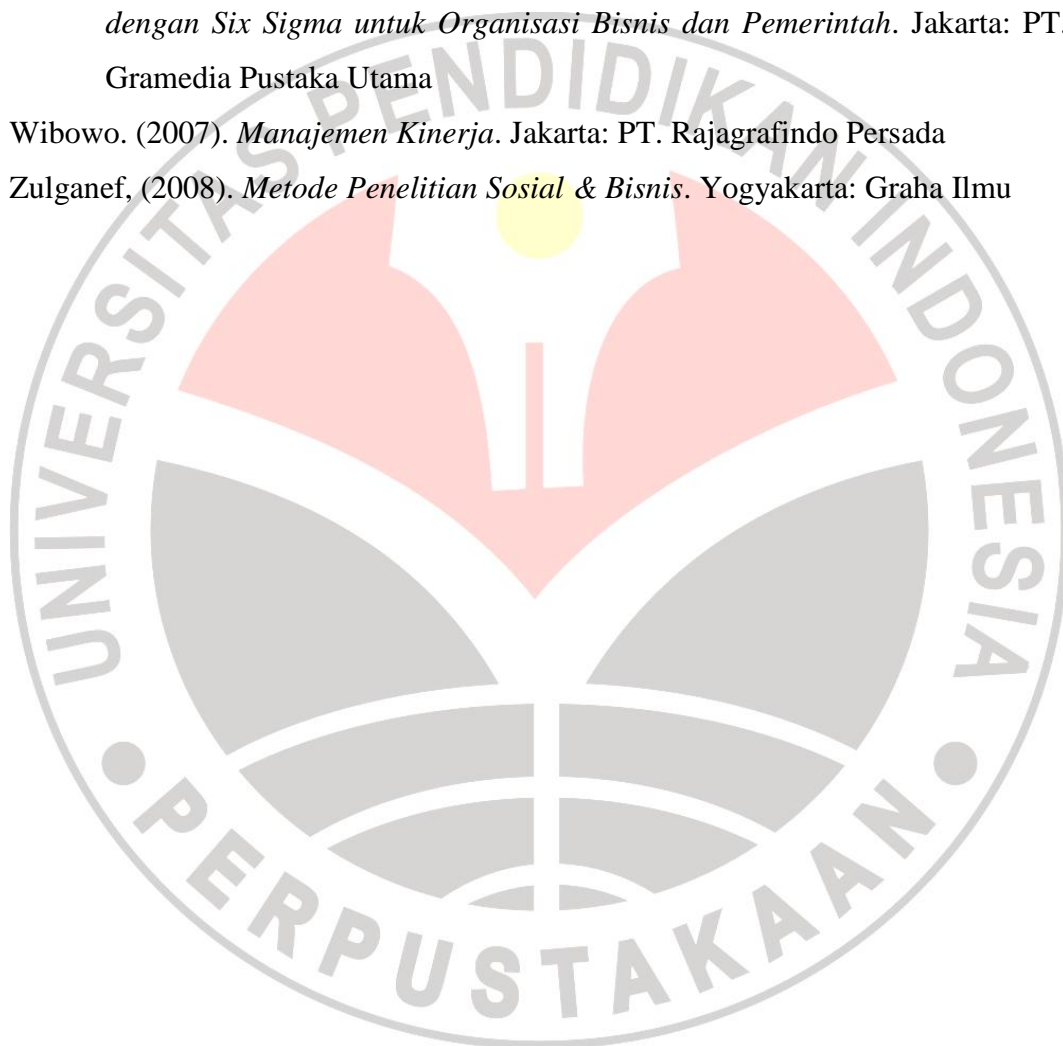 dengan Six Sigma untuk Organisasi Bisnis dan Pemerintah. Jakarta: PT.
Gramedia Pustaka Utama
Wibowo. (2007). Manajemen Kinerja. Jakarta: PT. Rajagrafindo Persada
Zulganef, (2008). Metode Penelitian Sosial & Bisnis. Yogyakarta: Graha Ilmu
UNIVERSITAS PENDIDIKAN INDONESIA
PERPUSTAKAAN